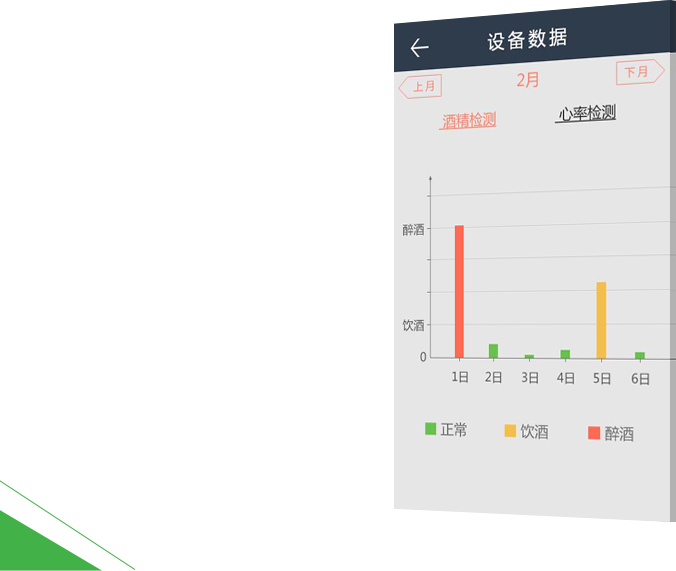 设备数据
上月 2月 下月
酒精检测 心率检测
醉酒
饮酒
0
1日 2日 3日 4日 5日 6日
正常 饮酒 醉酒